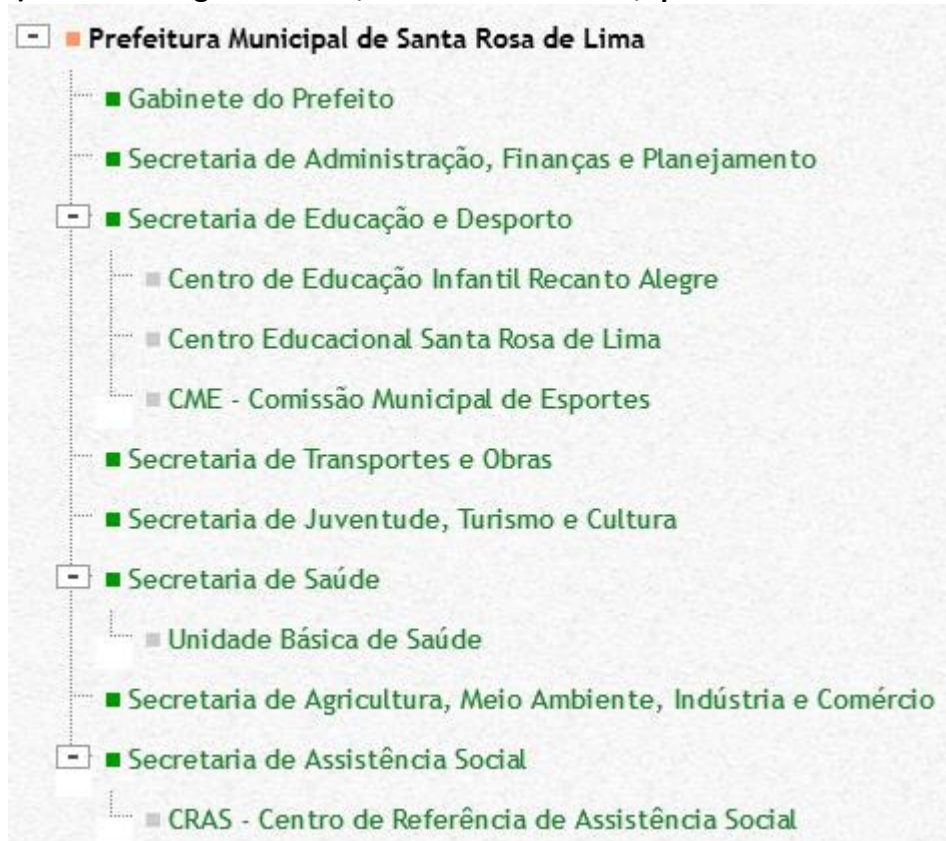 Prefeitura Municipal de Santa Rosa de Lima
Gabinete do Prefeito
Secretaria de Administração, Finanças e Planejamento
Secretaria de Educação e Desporto
Centro de Educação Infantil Recanto Alegre
Centro Educacional Santa Rosa de Lima
CME - Comissão Municipal de Esportes
Secretaria de Transportes e Obras
Secretaria de Juventude, Turismo e Cultura
Secretaria de Saúde
Unidade Básica de Saúde
Secretaria de Agricultura, Meio Ambiente, Indústria e Comércio
Secretaria de Assistência Social
CRAS - Centro de Referência de Assistência Social